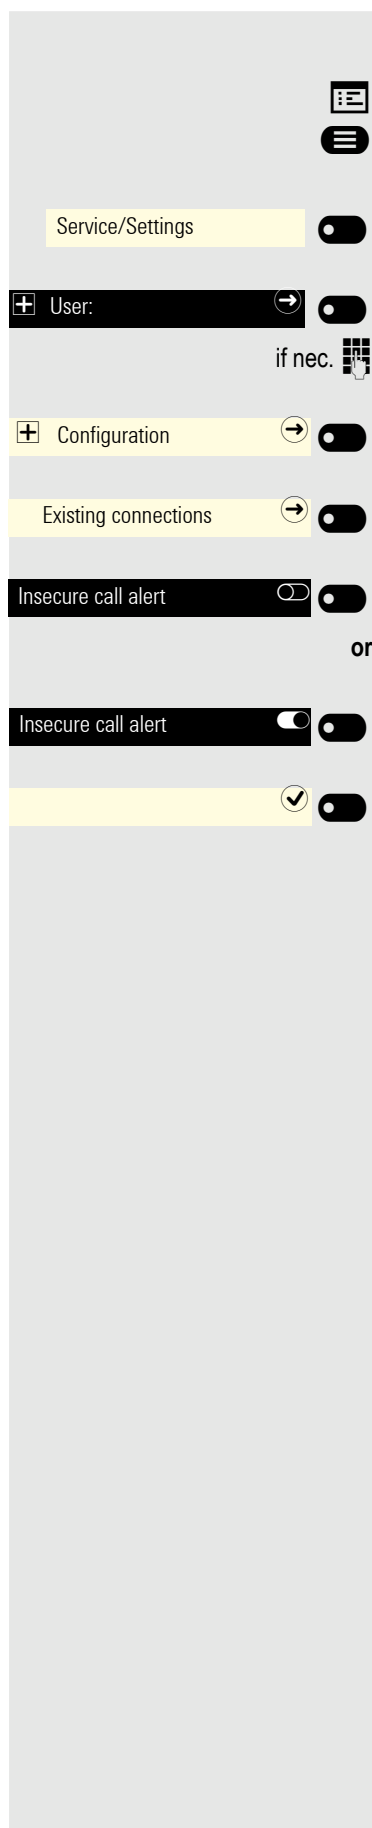 Service/Settings
User:
if nec.
Configuration
Existing connections
Insecure call alert
or
Insecure call alert